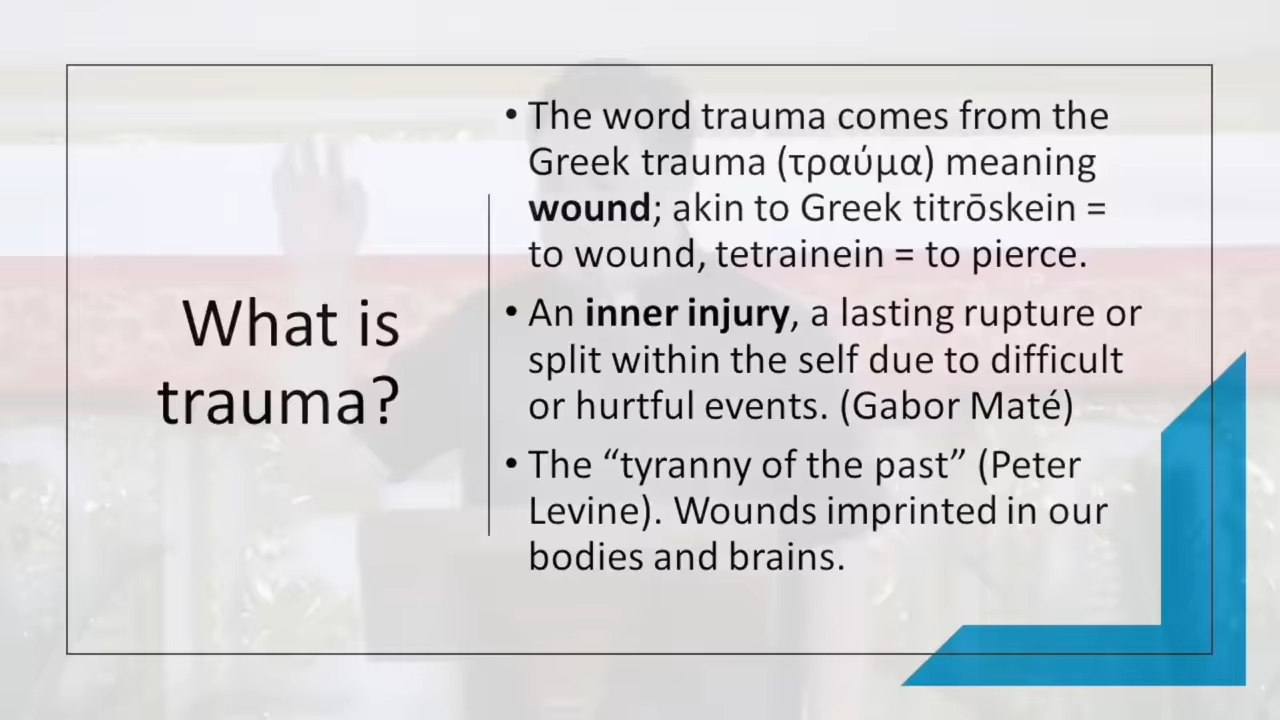 What is
trauma?
• The word trauma comes from the
Greek trauma (τραύμα) meaning
wound; akin to Greek titrōskein =
to wound, tetrainein = to pierce.
• An inner injury, a lasting rupture or
split within the self due to difficult
or hurtful events. (Gabor Maté)
• The “tyranny of the past” (Peter
Levine). Wounds imprinted in our
bodies and brains.